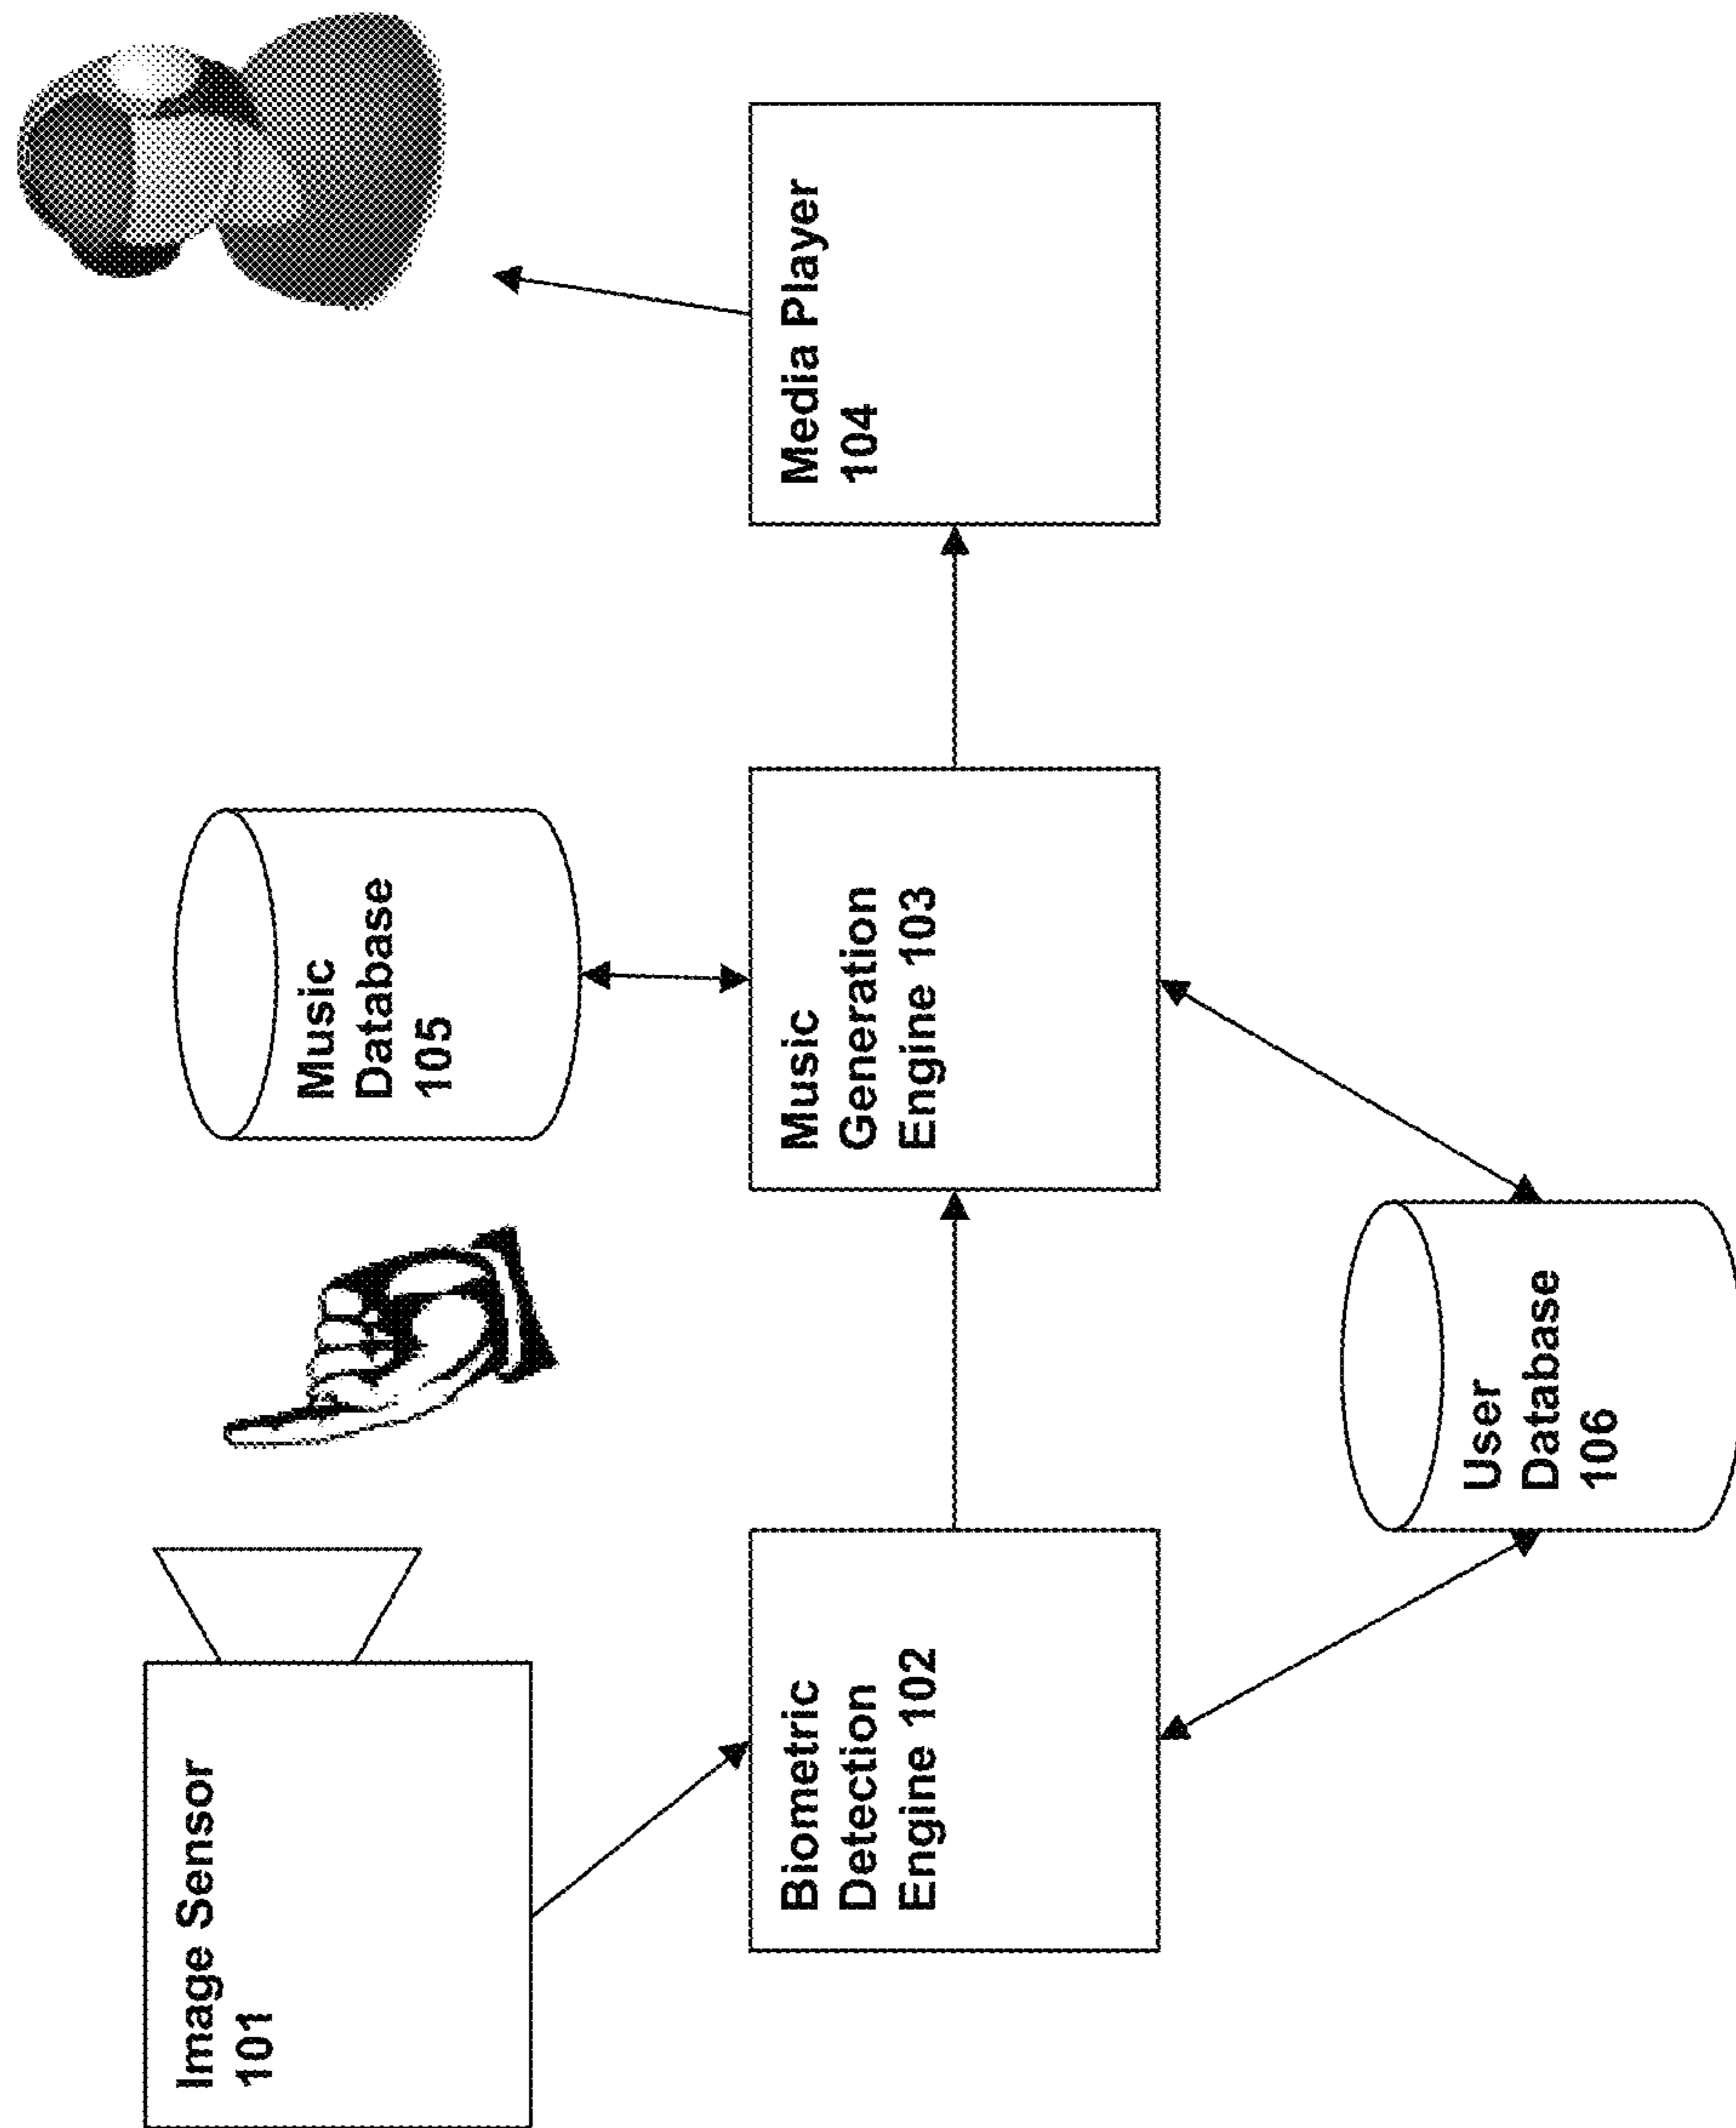 Image Sensor
101
Music
Database
105
Biometric
Detection
Engine 102
Music
Generation
Engine 103
Media Player
104
User
Database
106